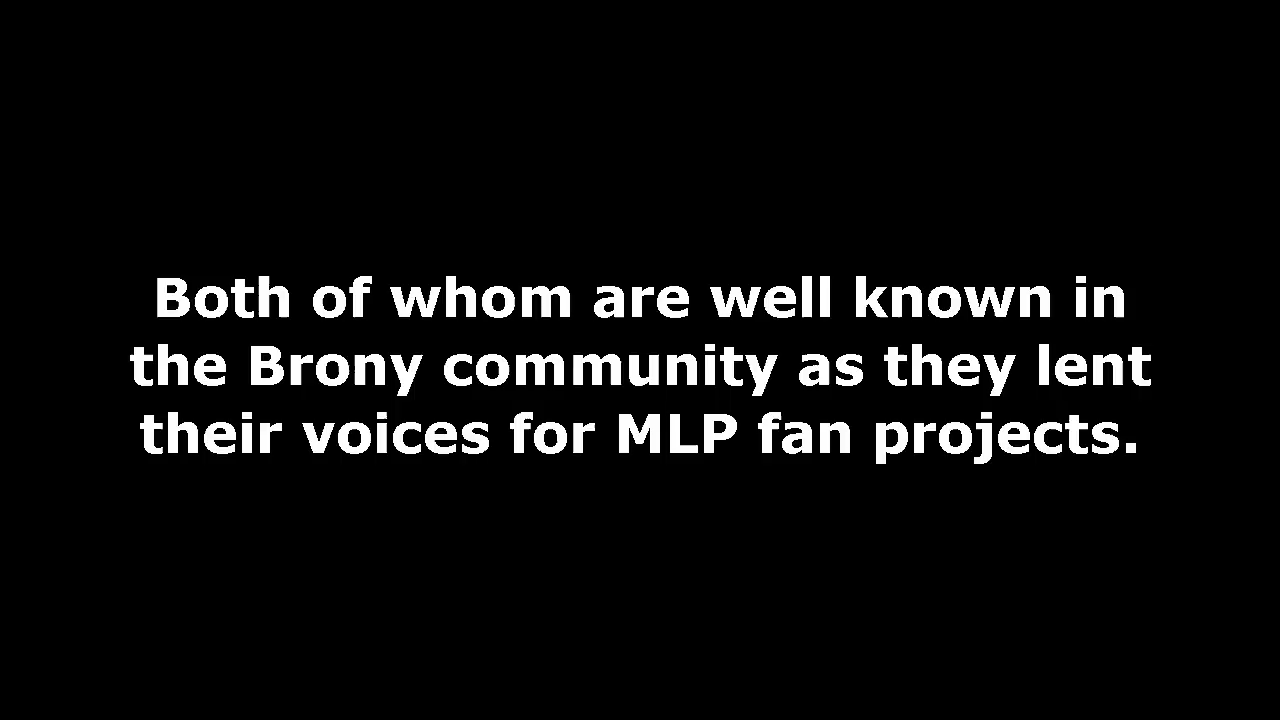 Both of whom are well known in
the Brony community as they lent
their voices for MLP fan projects.